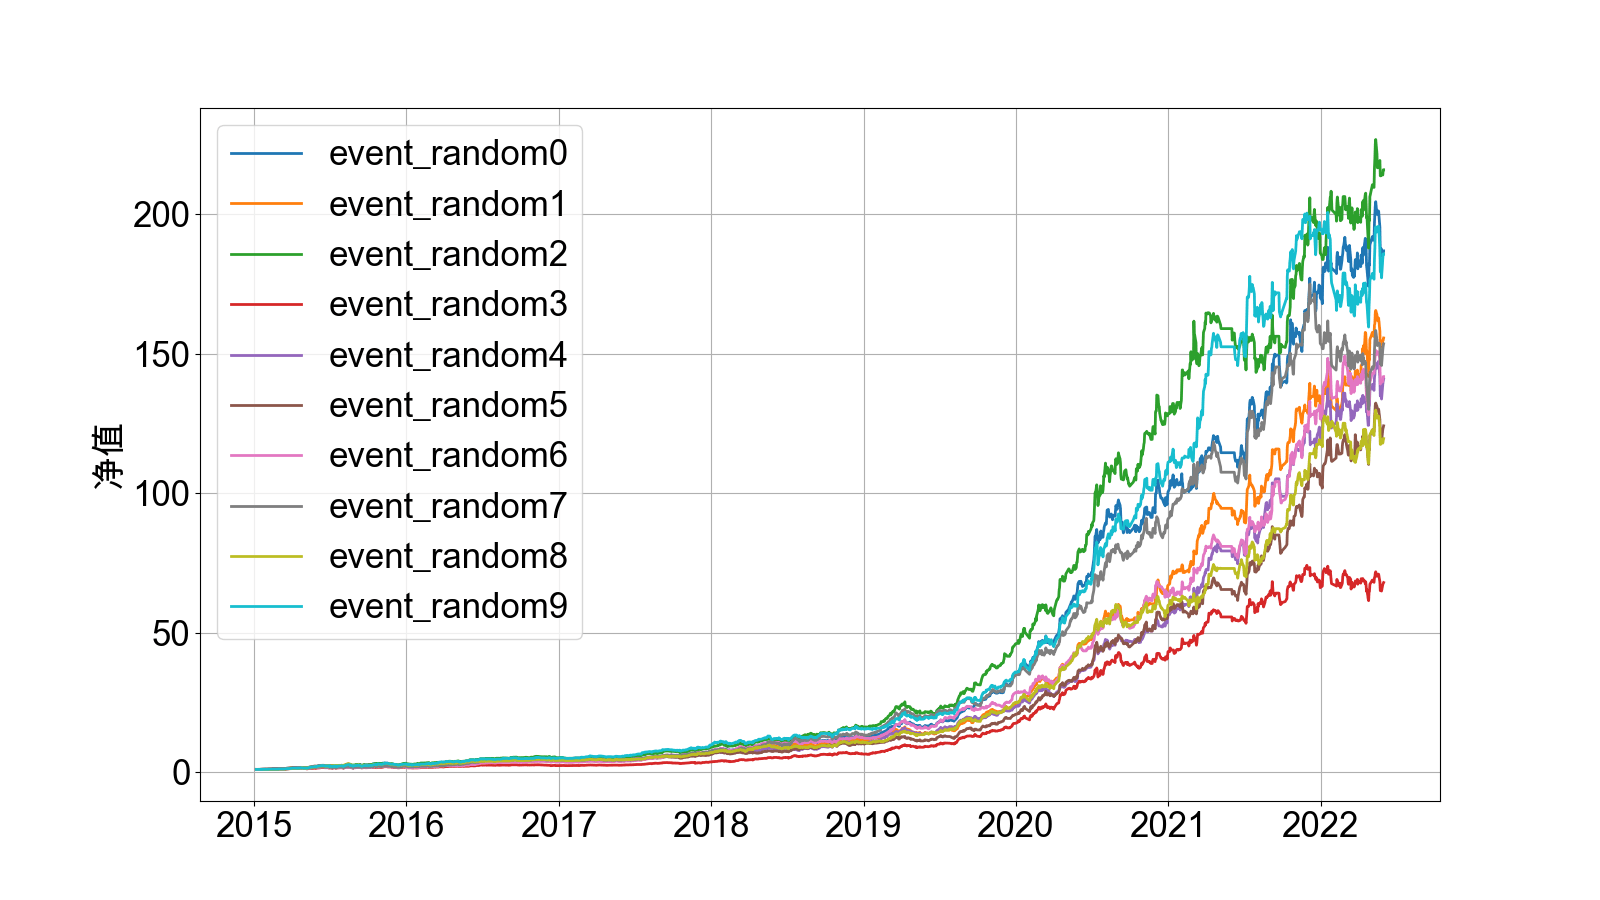 event_random0
event_random1
event_random2
event_random3
event_random4
event_random5
event_random6
event_random7
event_random8
event_random9
净值
200
150
100
50
0
2015 2016 2017 2018 2019 2020 2021 2022